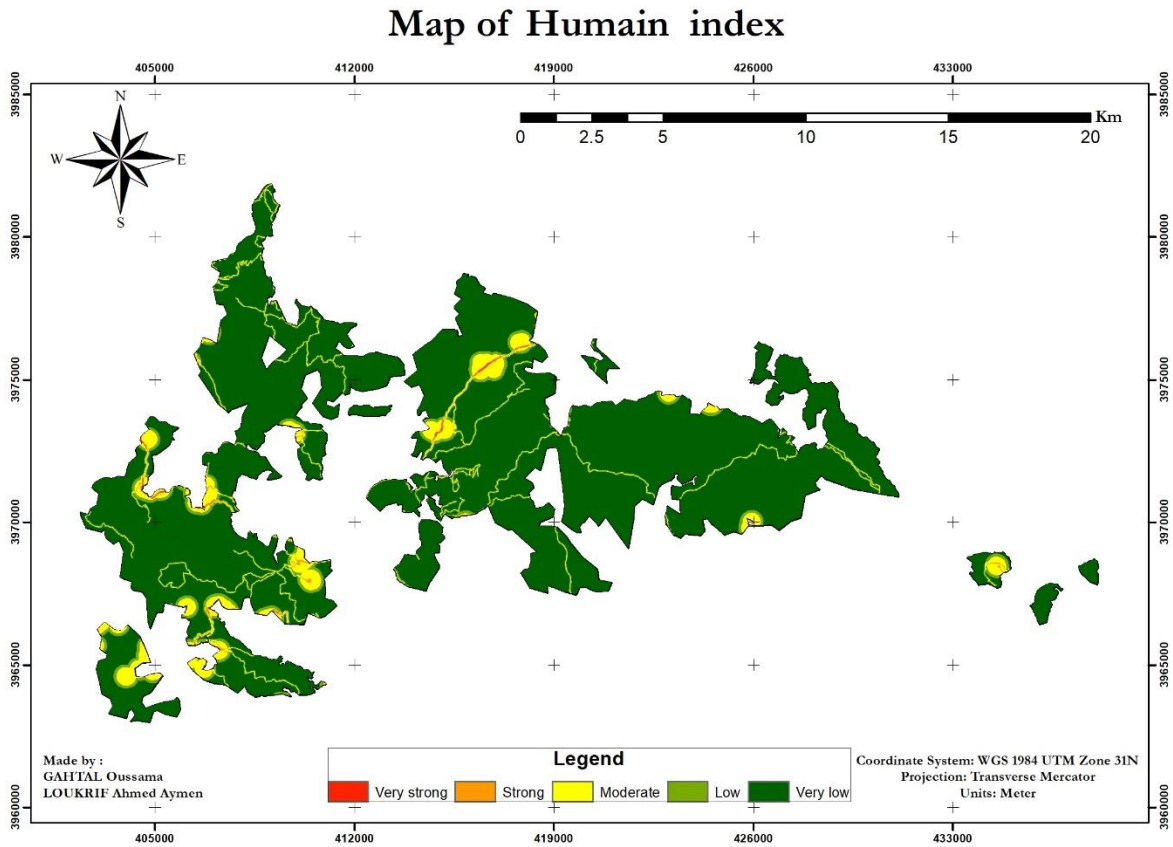 Map of Humain index
405000 412000 419000 426000 433000
3985000 3985000
N
W E
S
Km
0 2.5 5 10 15 20
3980000 3980000
3975000 3975000
3970000 3970000
3965000 3965000
3960000 3960000
Made by :
GAHTAL Oussama
LOUKRIF Ahmed Aymen
Legend
Very strong Strong Moderate Low Very low
Coordinate System: WGS 1984 UTM Zone 31N
Projection: Transverse Mercator
Units: Meter
405000 412000 419000 426000 433000